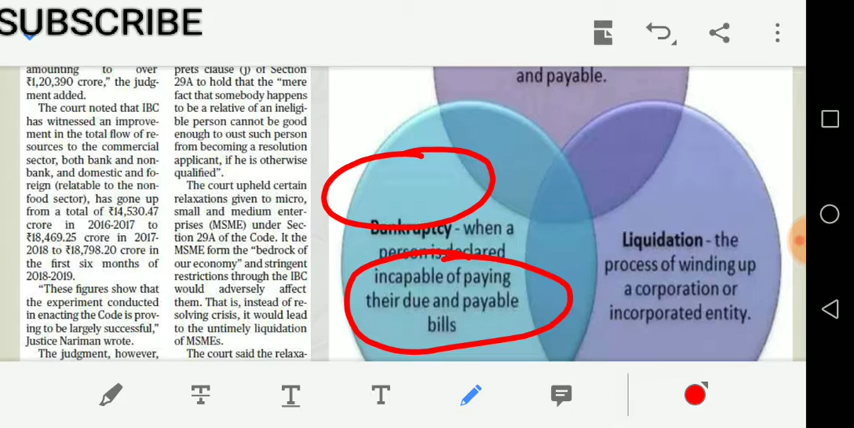 SUBSCRIBE
amounting to over
₹1,20,390 crore," the judg-
ment added.
The court noted that IBC
has witnessed an improve-
ment in the total flow of re-
sources to the commercial
sector, both bank and non-
bank, and domestic and fo-
reign (relatable to the non-
food sector), has gone up
from a total of ₹14,530.47
crore in 2016-2017 to
₹18,469.25 crore in 2017-
2018 to ₹18,798.20 crore in
the first six months of
2018-2019.
"These figures show that
the experiment conducted
in enacting the Code is prov-
ing to be largely successful,"
Justice Nariman wrote.
The judgment, however,
prets clause (j) of Section
29A to hold that the "mere
fact that somebody happens
to be a relative of an ineligi-
ble person cannot be good
enough to oust such person
from becoming a resolution
applicant, if he is otherwise
qualified".
The court upheld certain
relaxations given to micro,
small and medium enter-
prises (MSME) under Sec-
tion 29A of the Code. It the
MSME form the "bedrock of
our economy" and stringent
restrictions through the IBC
would adversely affect
them. That is, instead of re-
solving crisis, it would lead
to the untimely liquidation
of MSMEs.
The court said the relaxa-
and payable.
Bankruptcy - when a
person is declared
incapable of paying
their due and payable
bills
Liquidation - the
process of winding up
a corporation or
incorporated entity.